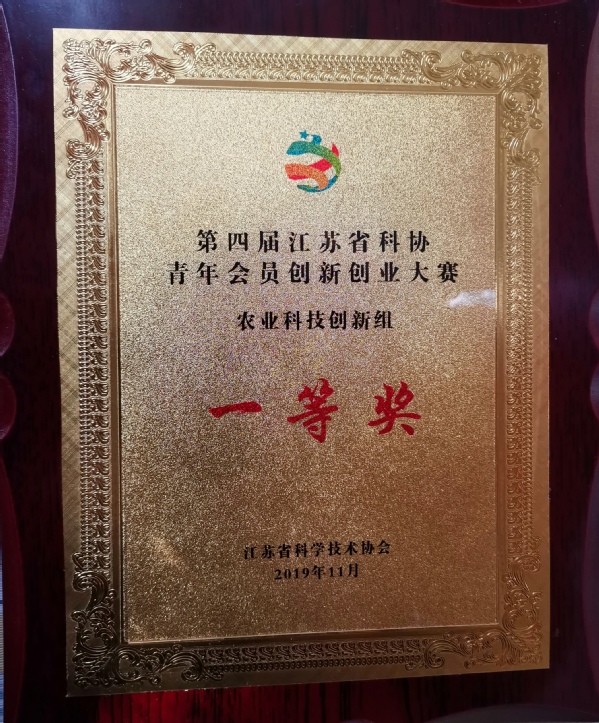 第四届江苏省科协
青年会员创新创业大赛
农业科技创新组
一等奖
江苏省科学技术协会
2019年11月